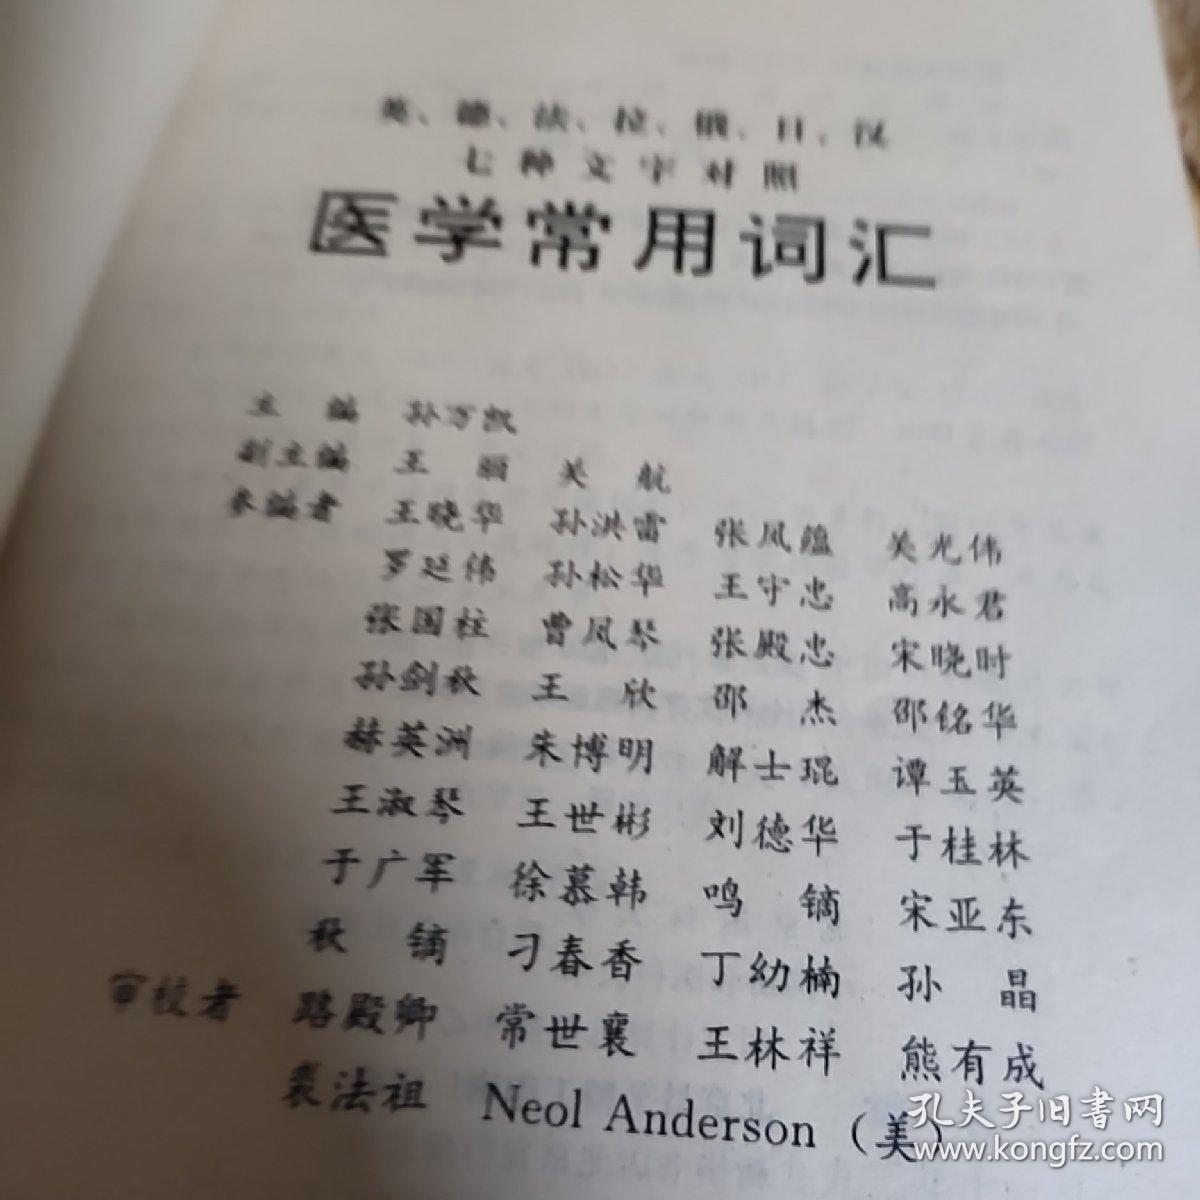 英、德、法、拉、俄、日、汉
七种文字对照
医学常用词汇
主 编 孙万凯
副主编 王 丽 关 航
参编者 王晓华 孙洪雷 张凤蕴 关光伟
罗延伟 孙松华 王守忠 高永君
张国柱 曹凤琴 张殿忠 宋晓时
孙剑秋 王 欣 邵 杰 邵铭华
赫英洲 朱博明 解士琨 谭玉英
王淑琴 王世彬 刘德华 于桂林
于广军 徐慕韩 鸣 镝 宋亚东
秋 镝 刁春香 丁幼楠 孙 晶
审校者 路殿卿 常世襄 王林祥 熊有成
裘法祖 Neol Anderson（美）
孔夫子旧书网
www.kongfz.com